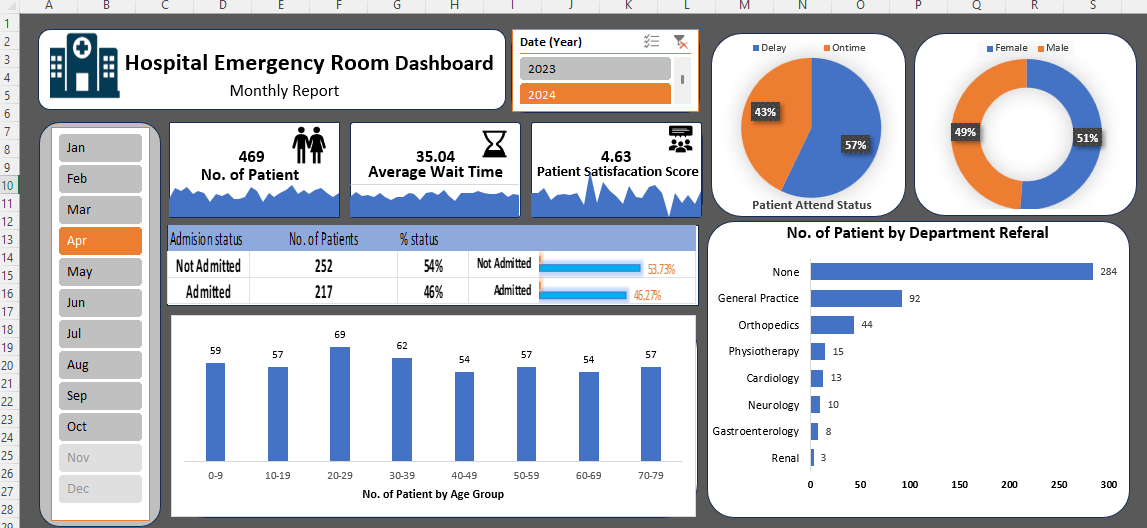 A B C D E F G H I J K L M N O P Q R S
1
2
3
4
5
6
7
8
9
10
11
12
13
14
15
16
17
18
19
20
21
22
23
24
25
26
27
28
29
Hospital Emergency Room Dashboard
Monthly Report
Date (Year)
2023
2024
Jan
Feb
Mar
Apr
May
Jun
Jul
Aug
Sep
Oct
Nov
Dec
469
No. of Patient
35.04
Average Wait Time
4.63
Patient Satisfacation Score
Delay Ontime
43%
57%
Patient Attend Status
Female Male
49%
51%
Admision status No. of Patients % status
Not Admitted 252 54% Not Admitted 53.73%
Admitted 217 46% Admitted 46.27%
59 57 69 62 54 57 54 57
0-9 10-19 20-29 30-39 40-49 50-59 60-69 70-79
No. of Patient by Age Group
No. of Patient by Department Referal
None 284
General Practice 92
Orthopedics 44
Physiotherapy 15
Cardiology 13
Neurology 10
Gastroenterology 8
Renal 3
0 50 100 150 200 250 300